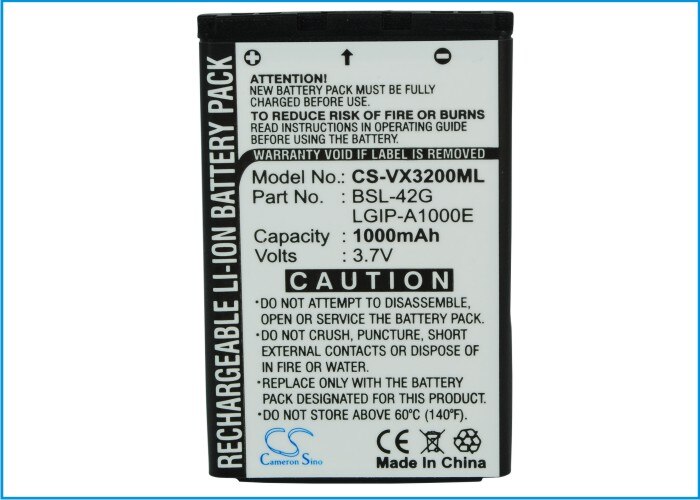 RECHARGEABLE LI-ION BATTERY PACK
ATTENTION!
NEW BATTERY PACK MUST BE FULLY
CHARGED BEFORE USE.
TO REDUCE RISK OF FIRE OR BURNS
READ INSTRUCTIONS IN OPERATING GUIDE
BEFORE BATTERY INSTALLATION.
WARRANTY VOID IF LABEL IS REMOVED OR DAMAGED
Model No.: CS-VX3200ML
Part No. : BSL-42G
LGIP-A1000E
Capacity : 1000mAh
Volts : 3.7V
CAUTION
•DO NOT ATTEMPT TO DISASSEMBLE,
OPEN OR SERVICE THE BATTERY PACK.
•DO NOT CRUSH, PUNCTURE, SHORT
EXTERNAL CONTACTS OR DISPOSE
OF IN FIRE.
•REPLACE ONLY WITH THE BATTERY
PACK SPECIFIED FOR THE EQUIPMENT.
•DO NOT STORE ABOVE 60°C (140°F).
CS
Cameron Sino
CE
Made In China